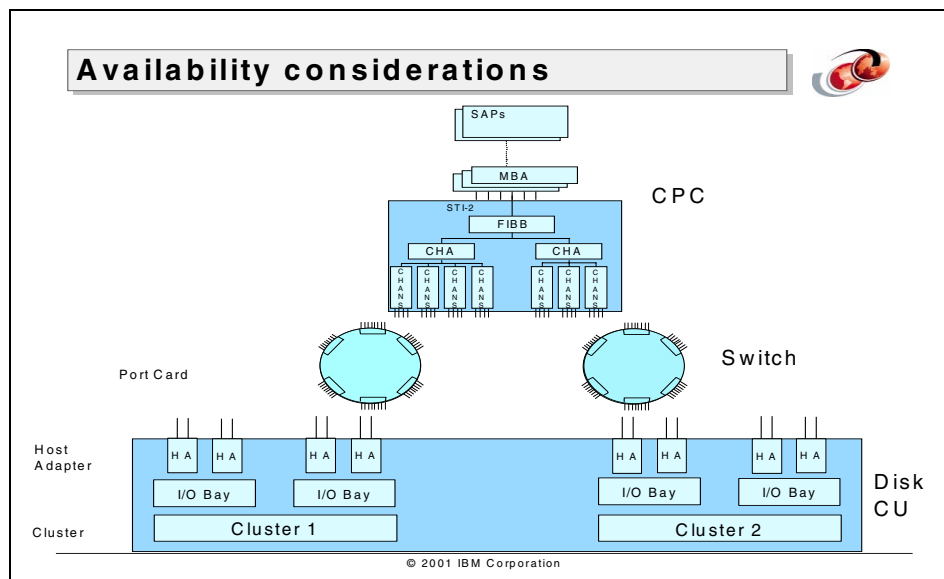 Availability considerations
SAPs
MBA
CPC
STI-2
FIBB
CHA CHA
CHANS CHANS CHANS CHANS CHANS CHANS CHANS
Switch
Port Card
Host Adapter
HA HA HA HA HA HA HA HA
I/O Bay I/O Bay I/O Bay I/O Bay
Disk CU
Cluster
Cluster 1 Cluster 2
© 2001 IBM Corporation